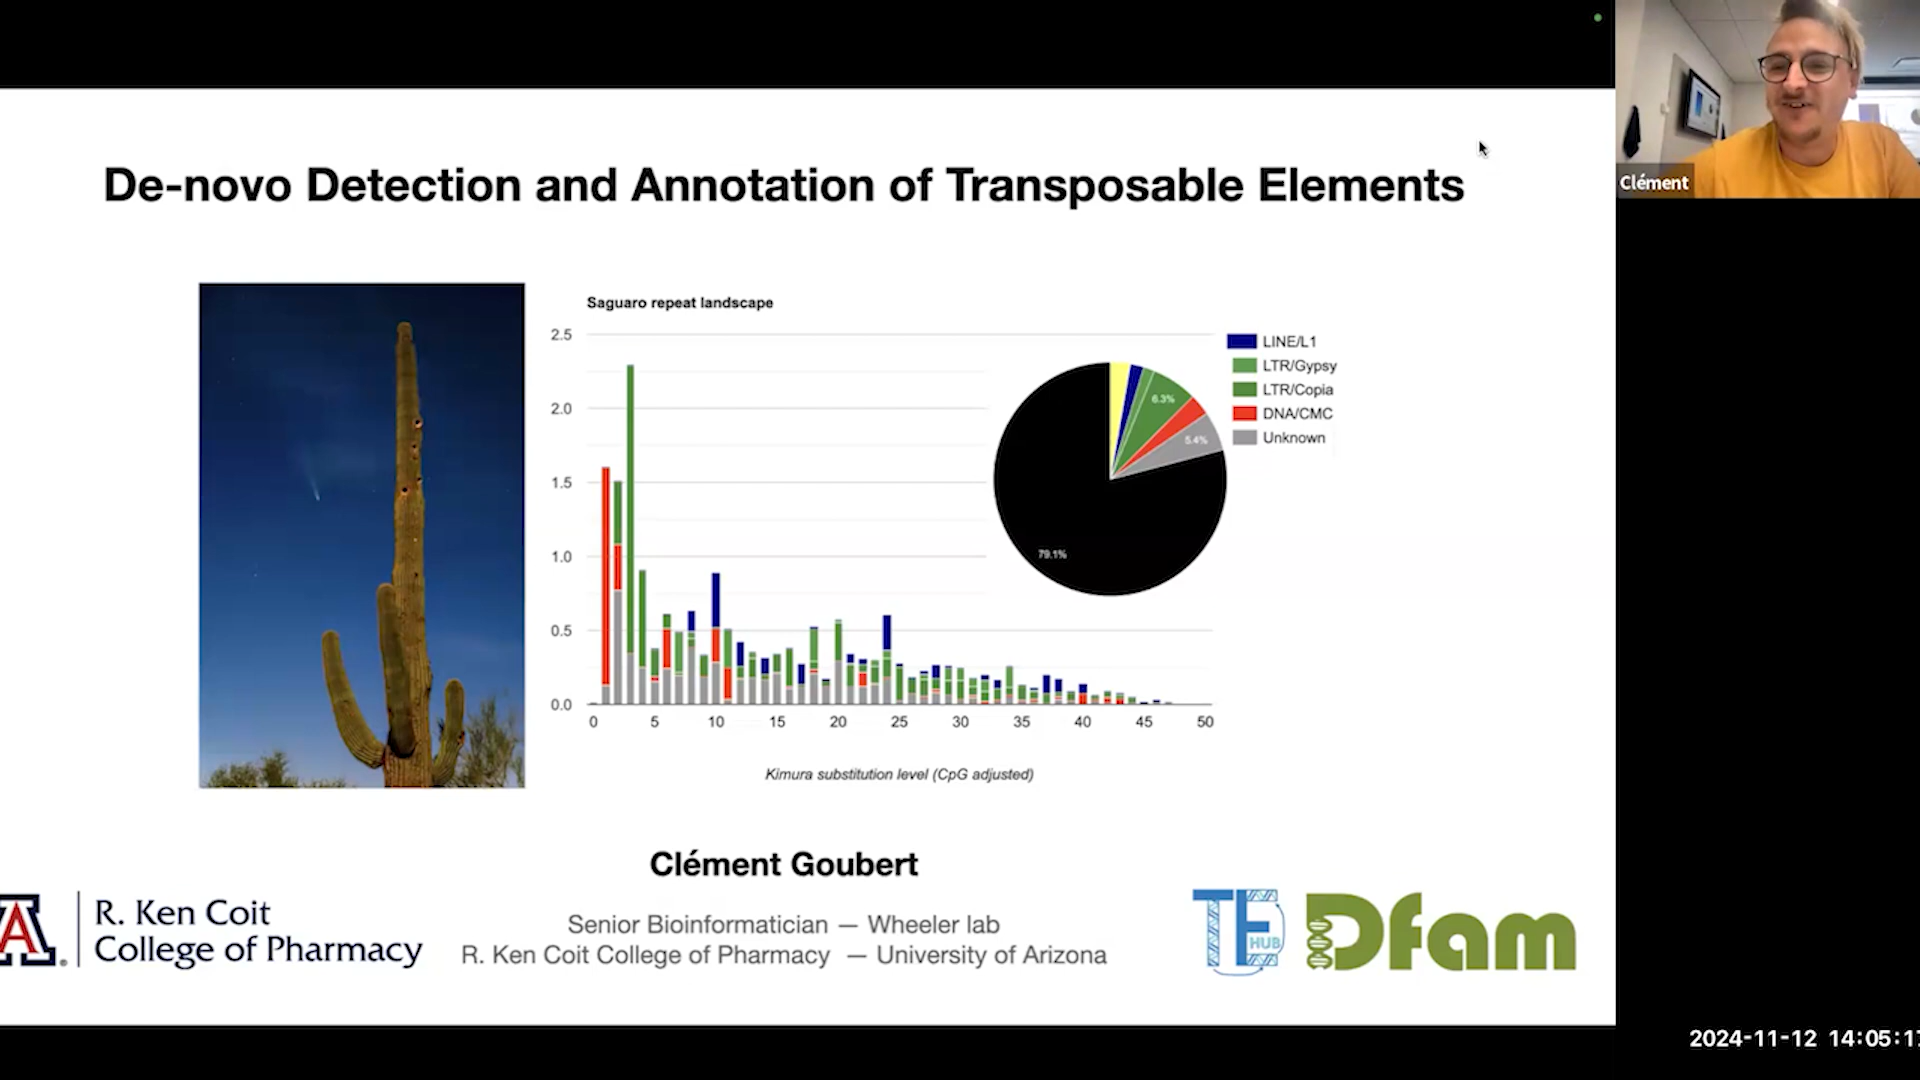 De-novo Detection and Annotation of Transposable Elements
Clément
Saguaro repeat landscape
2.5
2.0
1.5
1.0
0.5
0.0
0 5 10 15 20 25 30 35 40 45 50
Kimura substitution level (CpG adjusted)
6.3%
5.4%
79.1%
LINE/L1
LTR/Gypsy
LTR/Copia
DNA/CMC
Unknown
Clément Goubert
Senior Bioinformatician — Wheeler lab
R. Ken Coit College of Pharmacy — University of Arizona
A
R. Ken Coit
College of Pharmacy
TE
HUB
Dfam
2024-11-12 14:05:17